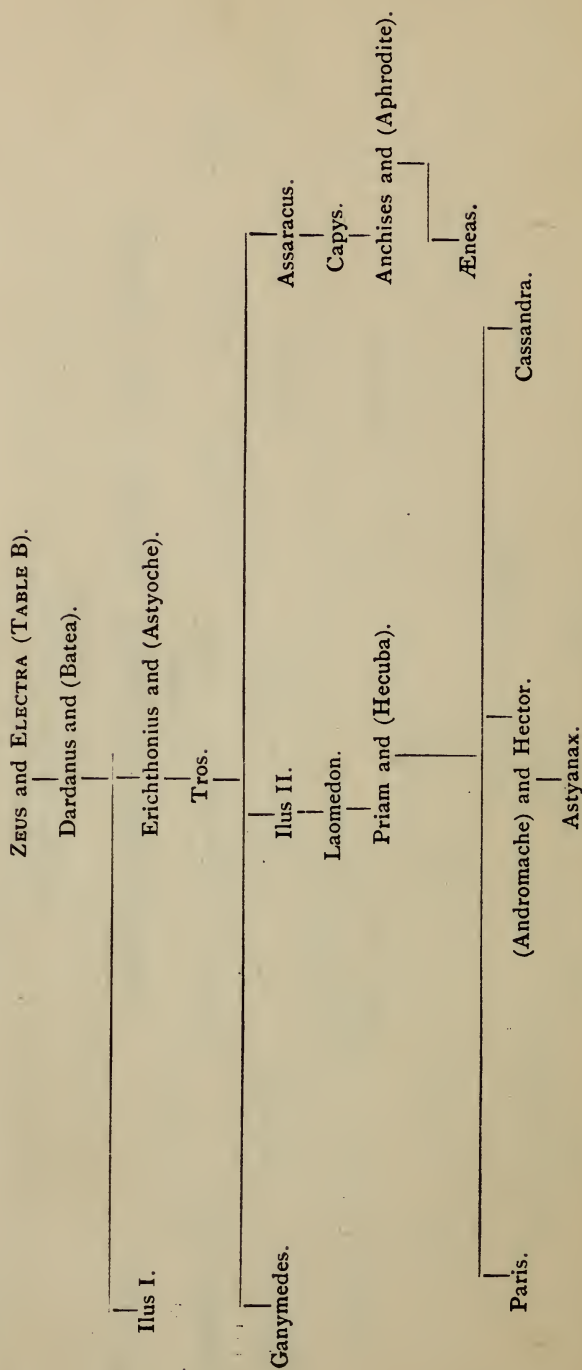 ZEUS and ELECTRA (TABLE B).
Dardanus and (Batea).
Ilus I.
Erichthonius and (Astyoche).
Tros.
Ganymedes.
Ilus II.
Assaracus.
Laomedon.
Capys.
Priam and (Hecuba).
Anchises and (Aphrodite).
Æneas.
Paris.
(Andromache) and Hector.
Cassandra.
Astyanax.